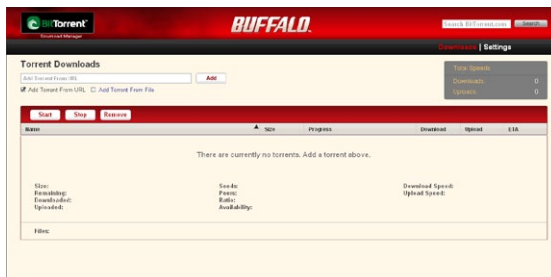 BitTorrent
Download Manager
BUFFALO
Search BitTorrent.com Search
Downloads | Settings
Torrent Downloads
Add Torrent From URL Add
Add Torrent From URL Add Torrent From File
Total Speeds
Downloads: 0
Uploads: 0
Start Stop Remove
Name Size Progress Download Upload ETA
There are currently no torrents. Add a torrent above.
Size: Seeds: Download Speed:
Remaining: Peers: Upload Speed:
Downloaded: Ratio:
Uploaded: Availability:
Files: